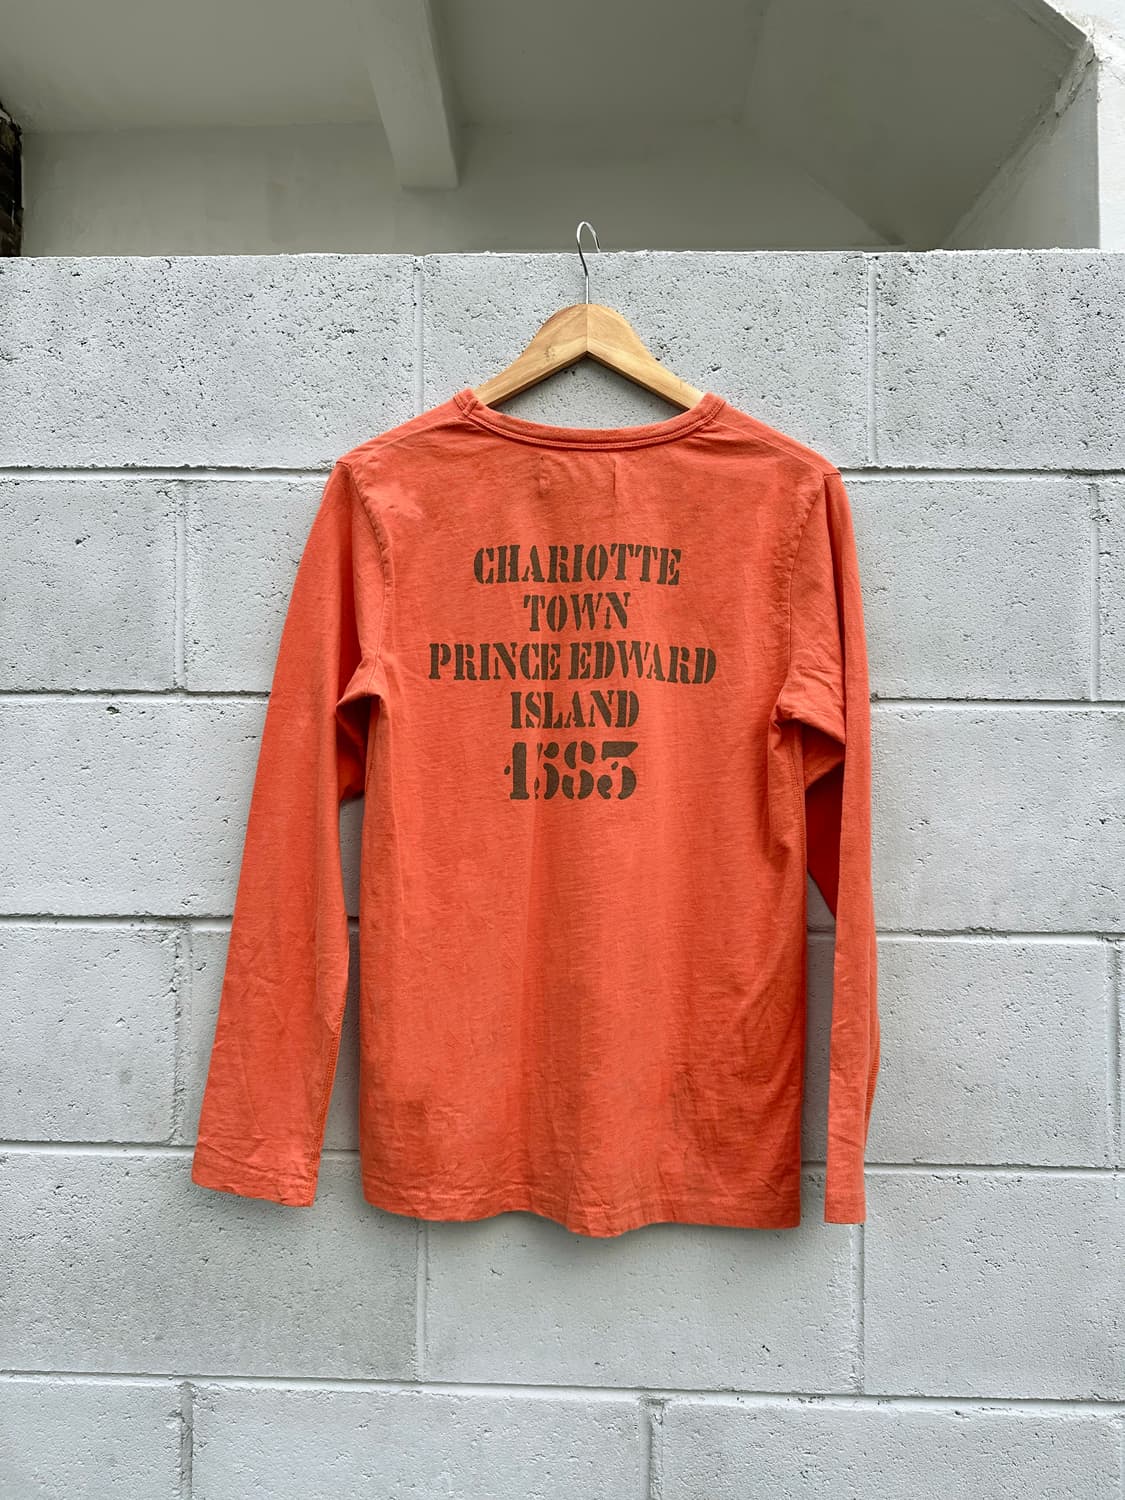 CHARIOTTE
TOWN
PRINCE EDWARD
ISLAND
1583